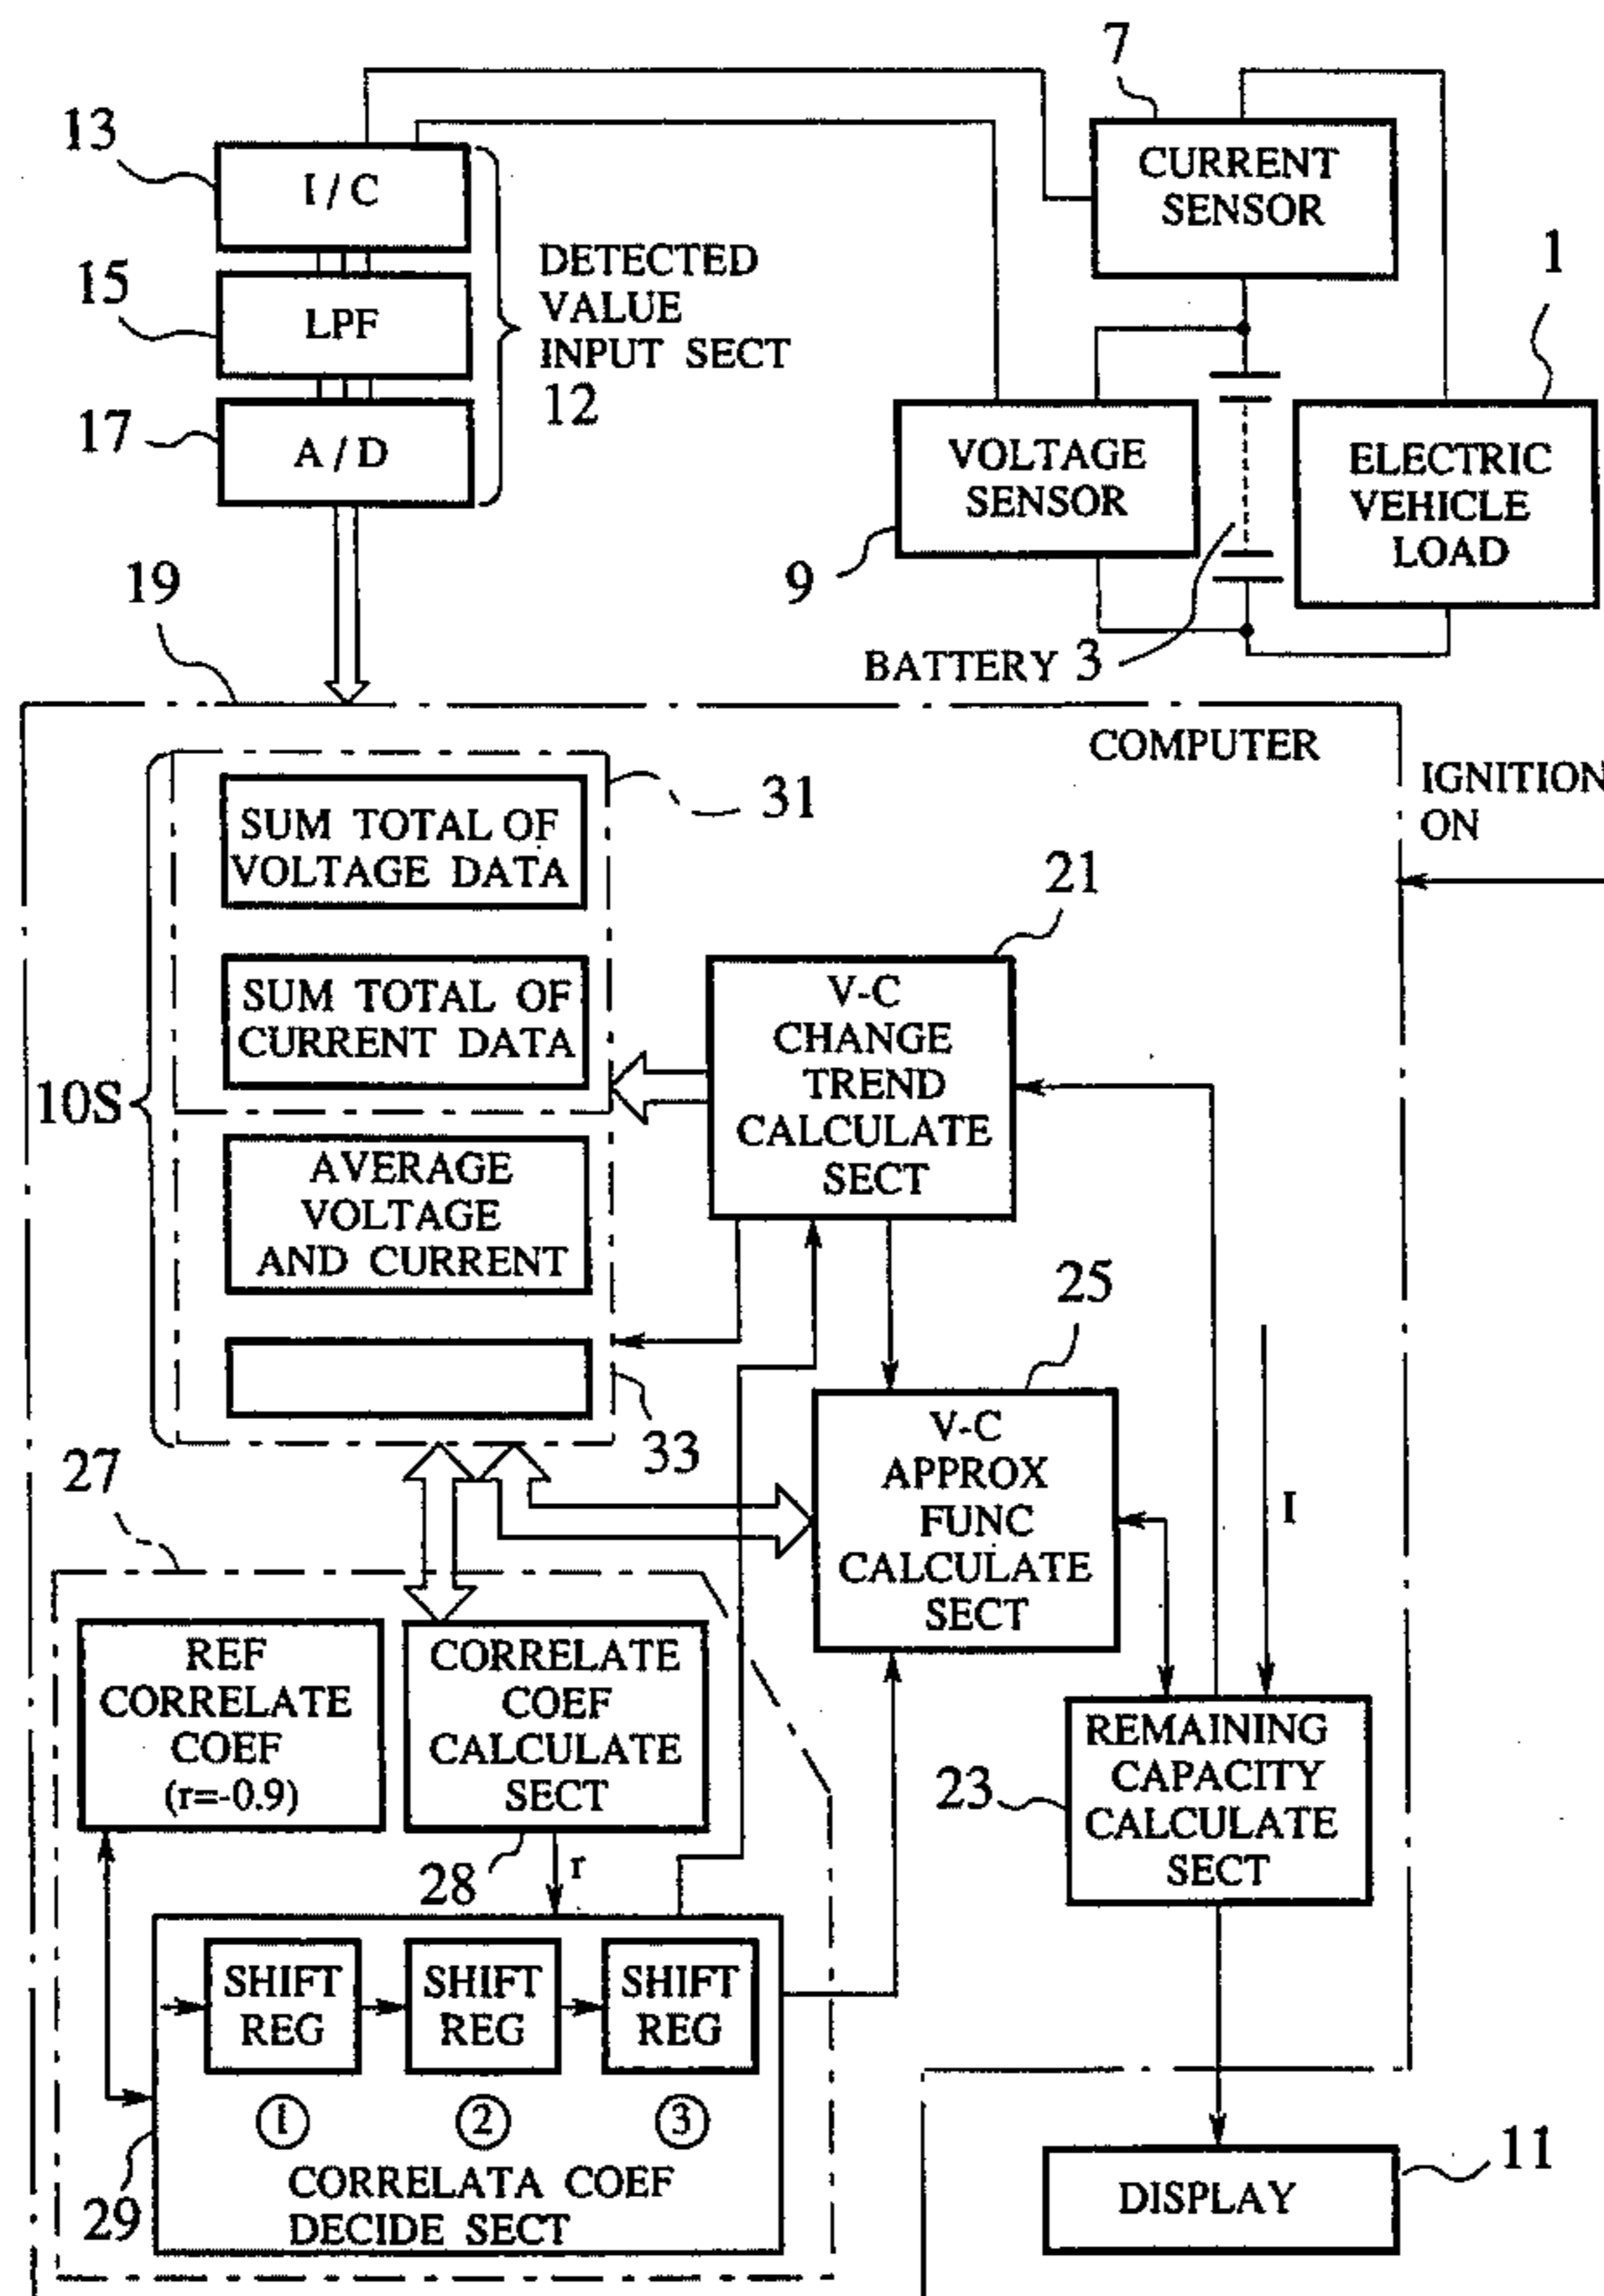 7
13
I / C
CURRENT
SENSOR
DETECTED
VALUE
INPUT SECT
12
15
LPF
1
17
A / D
VOLTAGE
SENSOR
ELECTRIC
VEHICLE
LOAD
9
BATTERY 3
19
COMPUTER
IGNITION
ON
SUM TOTAL OF
VOLTAGE DATA
31
21
SUM TOTAL OF
CURRENT DATA
V-C
CHANGE
TREND
CALCULATE
SECT
10S
AVERAGE
VOLTAGE
AND CURRENT
25
33
V-C
APPROX
FUNC
CALCULATE
SECT
I
27
REF
CORRELATE
COEF
(r=-0.9)
CORRELATE
COEF
CALCULATE
SECT
28
r
23
REMAINING
CAPACITY
CALCULATE
SECT
SHIFT
REG
SHIFT
REG
SHIFT
REG
①
②
③
29
CORRELATA COEF
DECIDE SECT
DISPLAY
11